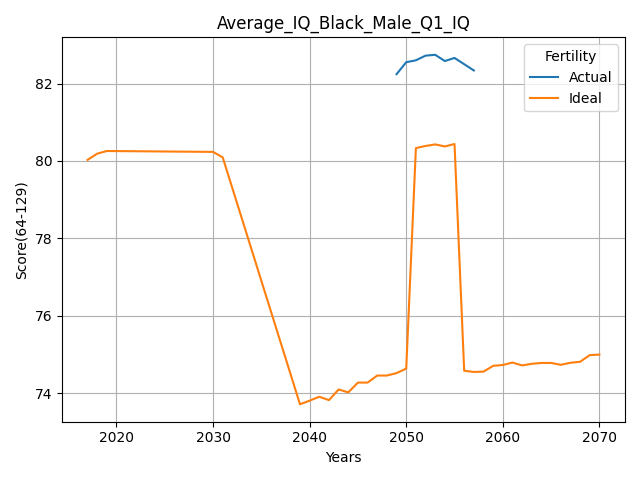 Average_IQ_Black_Male_Q1_IQ
Fertility
Actual
Ideal
Score(64-129)
82
80
78
76
74
2020
2030
2040
2050
2060
2070
Years